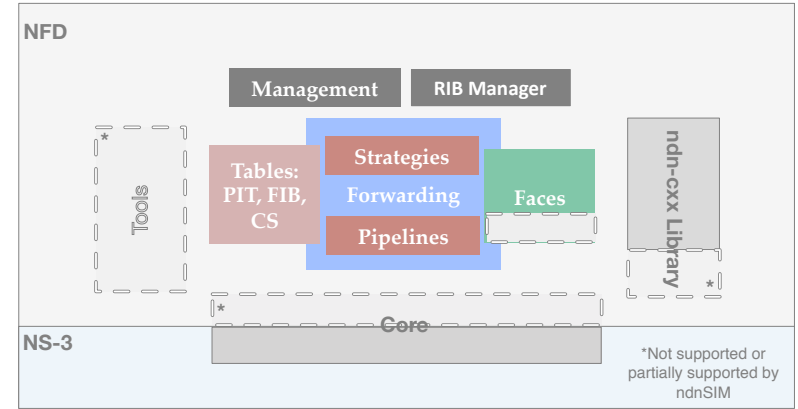 NFD
Management
RIB Manager
*
Tools
Tables:
PIT, FIB,
CS
Strategies
Forwarding
Pipelines
Faces
ndn-cxx Library
*
*
Core
NS-3
*Not supported or
partially supported by
ndnSIM